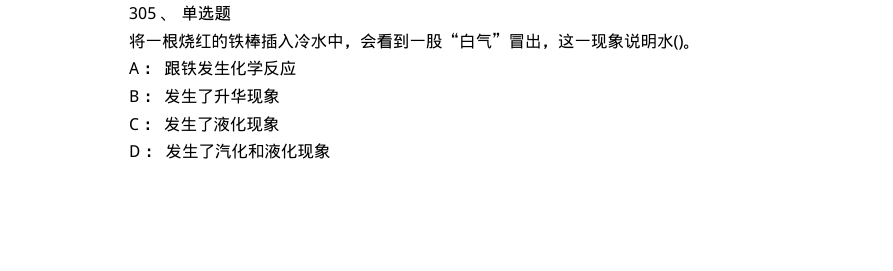 305 、 单选题
将一根烧红的铁棒插入冷水中，会看到一股“白气”冒出，这一现象说明水()。
A ： 跟铁发生化学反应
B ： 发生了升华现象
C ： 发生了液化现象
D ： 发生了汽化和液化现象